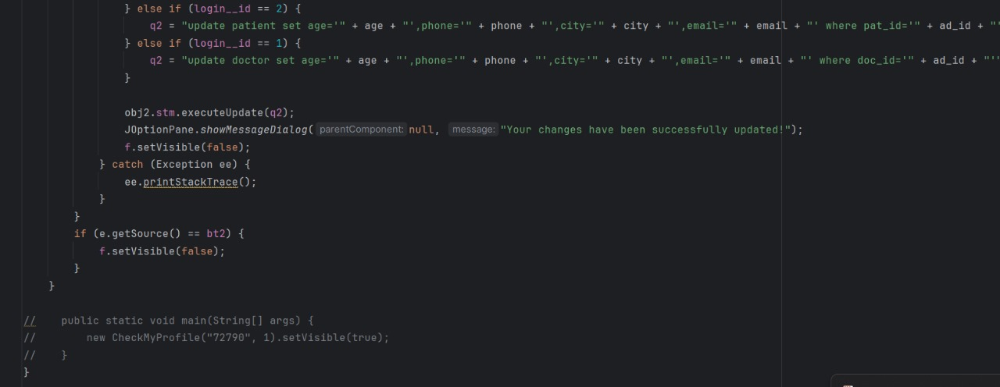 } else if (login__id == 2) {
q2 = "update patient set age='" + age + "',phone='" + phone + "',city='" + city + "',email='" + email + "' where pat_id='" + ad_id + "'
} else if (login__id == 1) {
q2 = "update doctor set age='" + age + "',phone='" + phone + "',city='" + city + "',email='" + email + "' where doc_id='" + ad_id + "'"
}
obj2.stm.executeUpdate(q2);
JOptionPane.showMessageDialog( parentComponent: null, message: "Your changes have been successfully updated!");
f.setVisible(false);
} catch (Exception ee) {
ee.printStackTrace();
}
}
if (e.getSource() == bt2) {
f.setVisible(false);
}
}
//    public static void main(String[] args) {
//        new CheckMyProfile("72790", 1).setVisible(true);
//    }
}